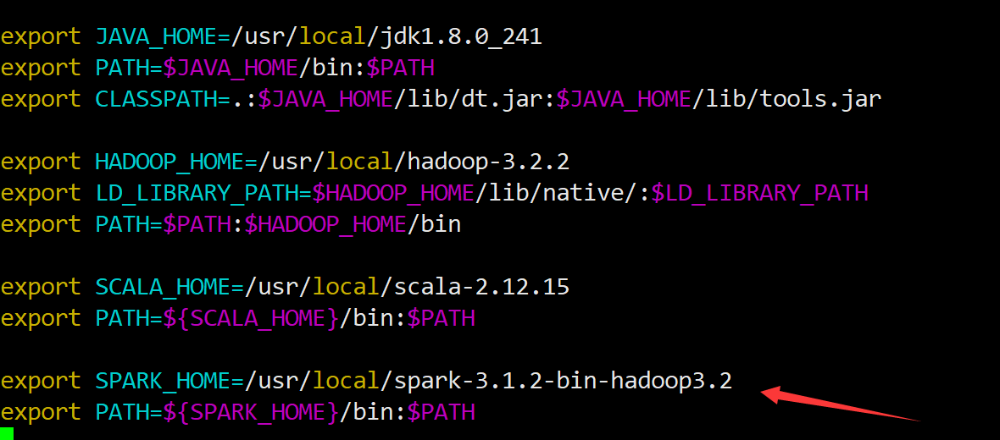 export JAVA_HOME=/usr/local/jdk1.8.0_241
export PATH=$JAVA_HOME/bin:$PATH
export CLASSPATH=.:$JAVA_HOME/lib/dt.jar:$JAVA_HOME/lib/tools.jar
export HADOOP_HOME=/usr/local/hadoop-3.2.2
export LD_LIBRARY_PATH=$HADOOP_HOME/lib/native/:$LD_LIBRARY_PATH
export PATH=$PATH:$HADOOP_HOME/bin
export SCALA_HOME=/usr/local/scala-2.12.15
export PATH=${SCALA_HOME}/bin:$PATH
export SPARK_HOME=/usr/local/spark-3.1.2-bin-hadoop3.2
export PATH=${SPARK_HOME}/bin:$PATH